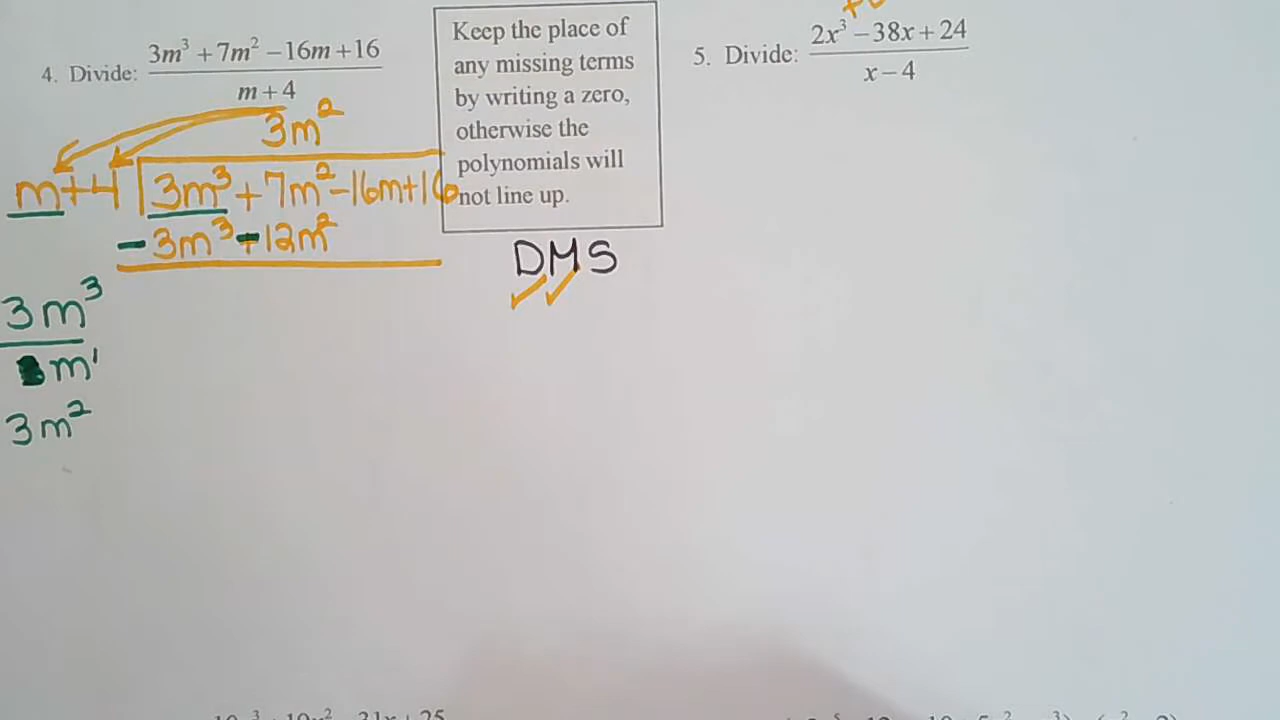 4. Divide: 3m³ + 7m² − 16m + 16
m + 4
3m²
m+4 3m³+7m²-16m+16
-3m³-12m²
3m³
m¹
3m²
Keep the place of
any missing terms
by writing a zero,
otherwise the
polynomials will
not line up.
DMS
5. Divide: 2x³ − 38x + 24
x − 4